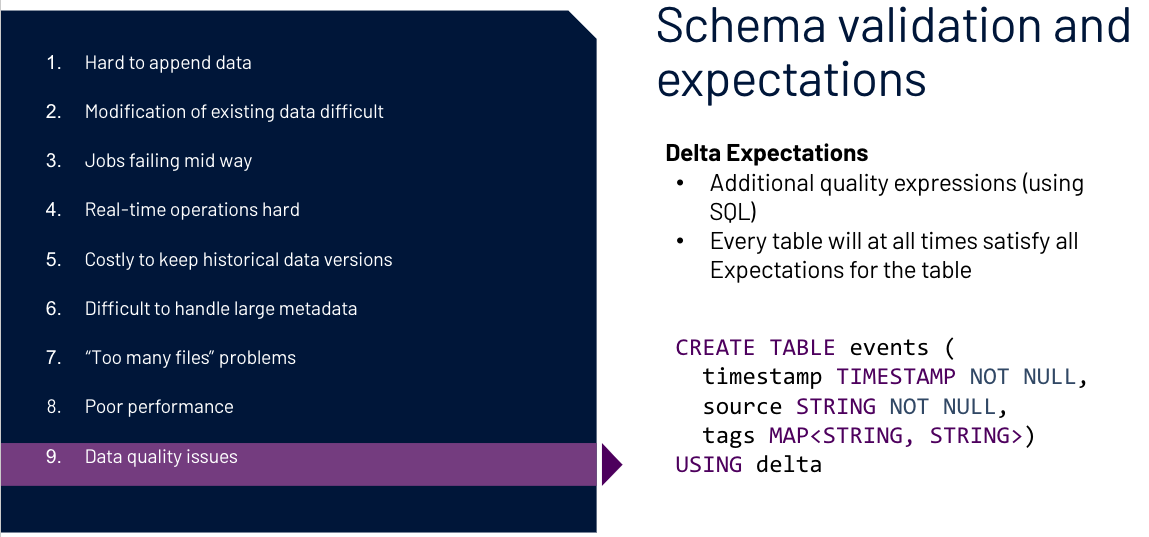 1. Hard to append data
2. Modification of existing data difficult
3. Jobs failing mid way
4. Real-time operations hard
5. Costly to keep historical data versions
6. Difficult to handle large metadata
7. “Too many files” problems
8. Poor performance
9. Data quality issues
Schema validation and
expectations
Delta Expectations
• Additional quality expressions (using
SQL)
• Every table will at all times satisfy all
Expectations for the table
CREATE TABLE events (
timestamp TIMESTAMP NOT NULL,
source STRING NOT NULL,
tags MAP<STRING, STRING>)
USING delta